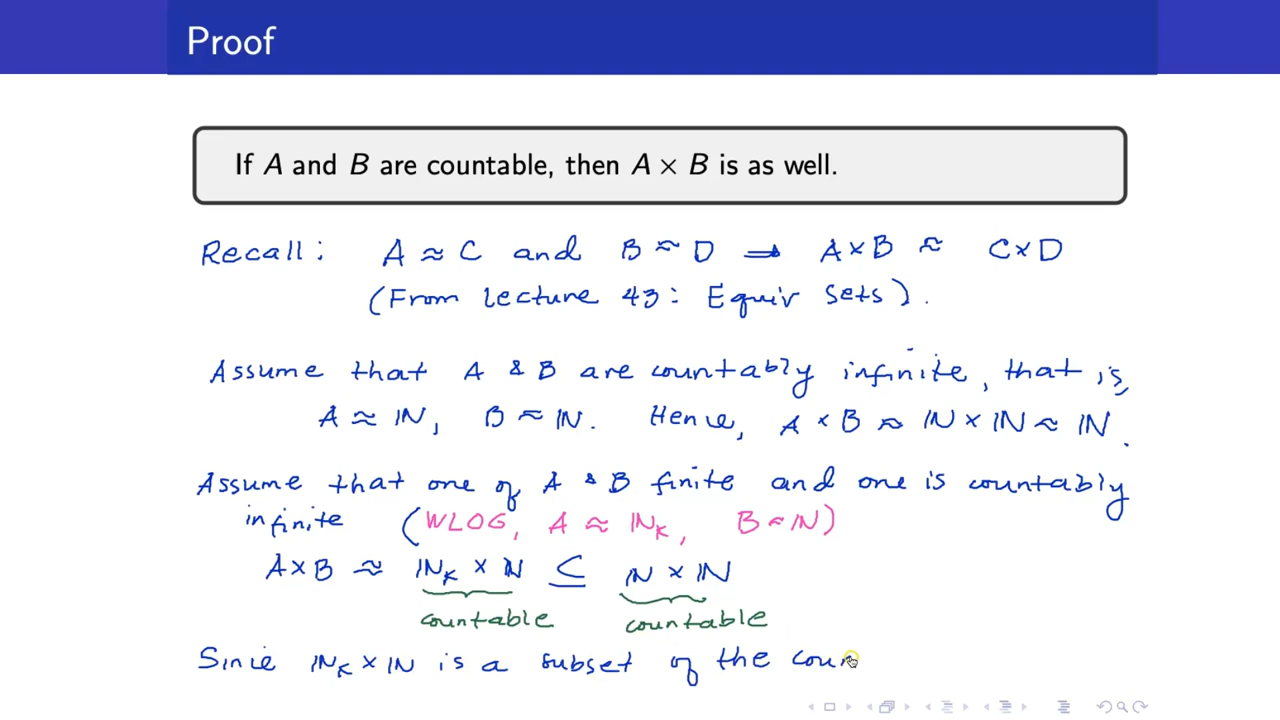 Proof
If A and B are countable, then A × B is as well.
Recall: A ≈ C and B ≈ D ⟹ A×B ≈ C×D
(From lecture 43: Equiv Sets).
Assume that A & B are countably infinite, that is,
A ≈ ℕ, B ≈ ℕ. Hence, A × B ≈ ℕ × ℕ ≈ ℕ.
Assume that one of A & B finite and one is countably
infinite (WLOG, A ≈ ℕₖ, B ≈ ℕ)
A×B ≈ ℕₖ × ℕ ⊆ ℕ × ℕ
countable countable
Since ℕₖ × ℕ is a subset of the coun